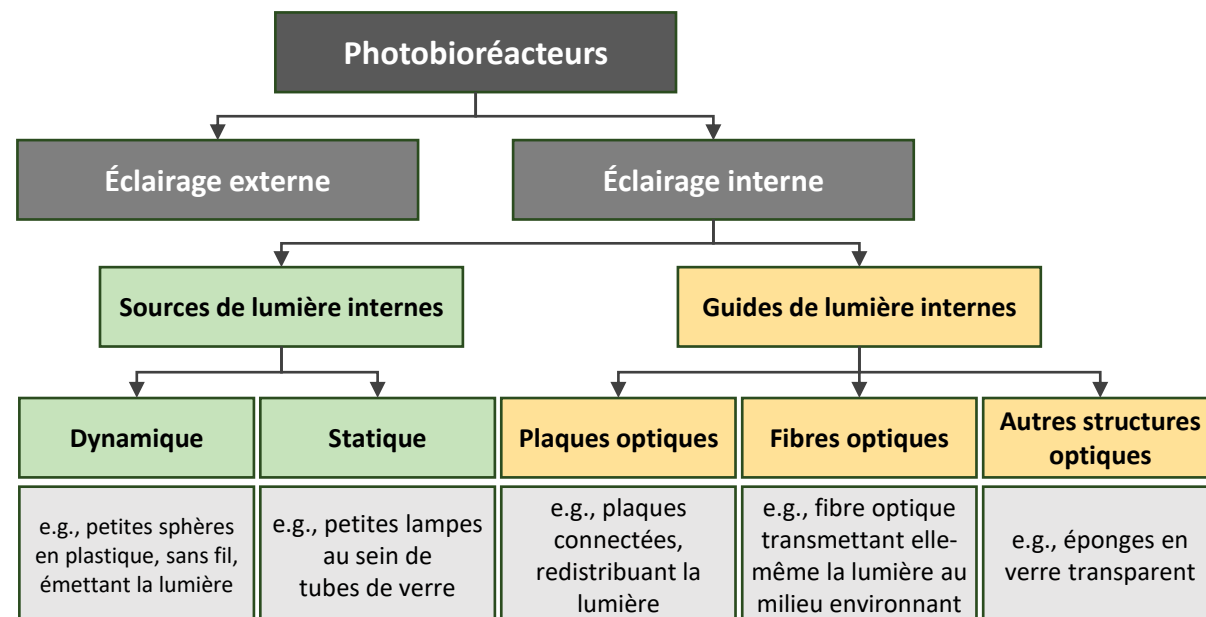 Photobioréacteurs
Éclairage externe
Éclairage interne
Sources de lumière internes
Guides de lumière internes
Dynamique
Statique
Plaques optiques
Fibres optiques
Autres structures
optiques
e.g., petites sphères
en plastique, sans fil,
émettant la lumière
e.g., petites lampes
au sein de
tubes de verre
e.g., plaques
connectées,
redistribuant la
lumière
e.g., fibre optique
transmettant elle-
même la lumière au
milieu environnant
e.g., éponges en
verre transparent